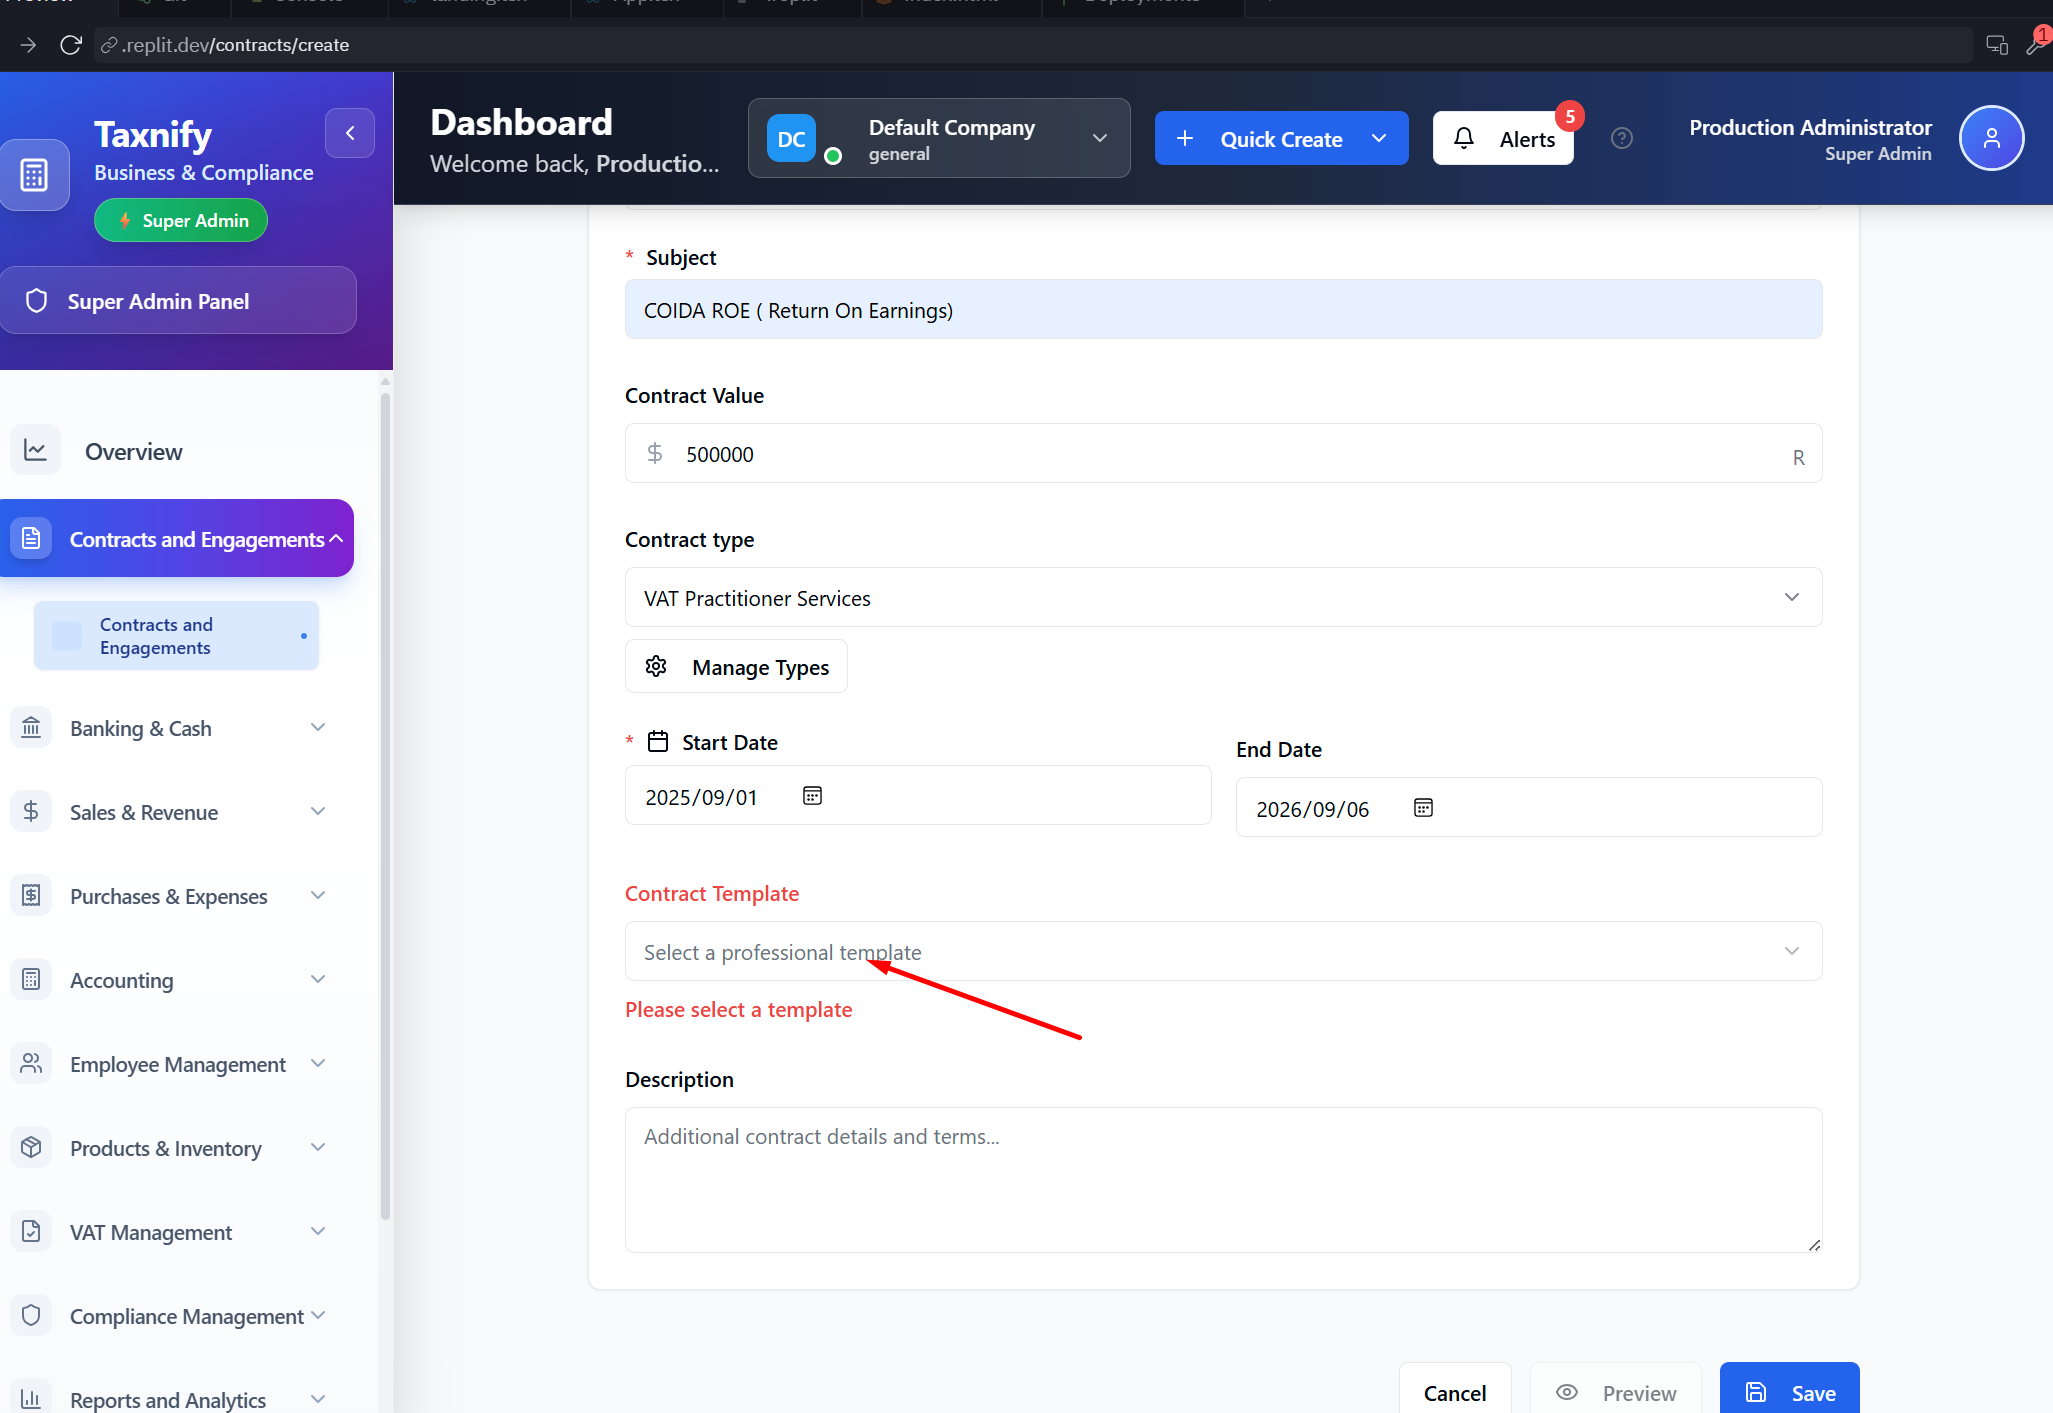 .replit.dev/contracts/create
1
Taxnify
Business & Compliance
Super Admin
Super Admin Panel
Dashboard
Welcome back, Productio...
DC
Default Company
general
Quick Create
Alerts
5
Production Administrator
Super Admin
Overview
Contracts and Engagements
Contracts and
Engagements
Banking & Cash
Sales & Revenue
Purchases & Expenses
Accounting
Employee Management
Products & Inventory
VAT Management
Compliance Management
Reports and Analytics
* Subject
COIDA ROE ( Return On Earnings)
Contract Value
$ 500000 R
Contract type
VAT Practitioner Services
Manage Types
* Start Date
2025/09/01
End Date
2026/09/06
Contract Template
Select a professional template
Please select a template
Description
Additional contract details and terms...
Cancel
Preview
Save